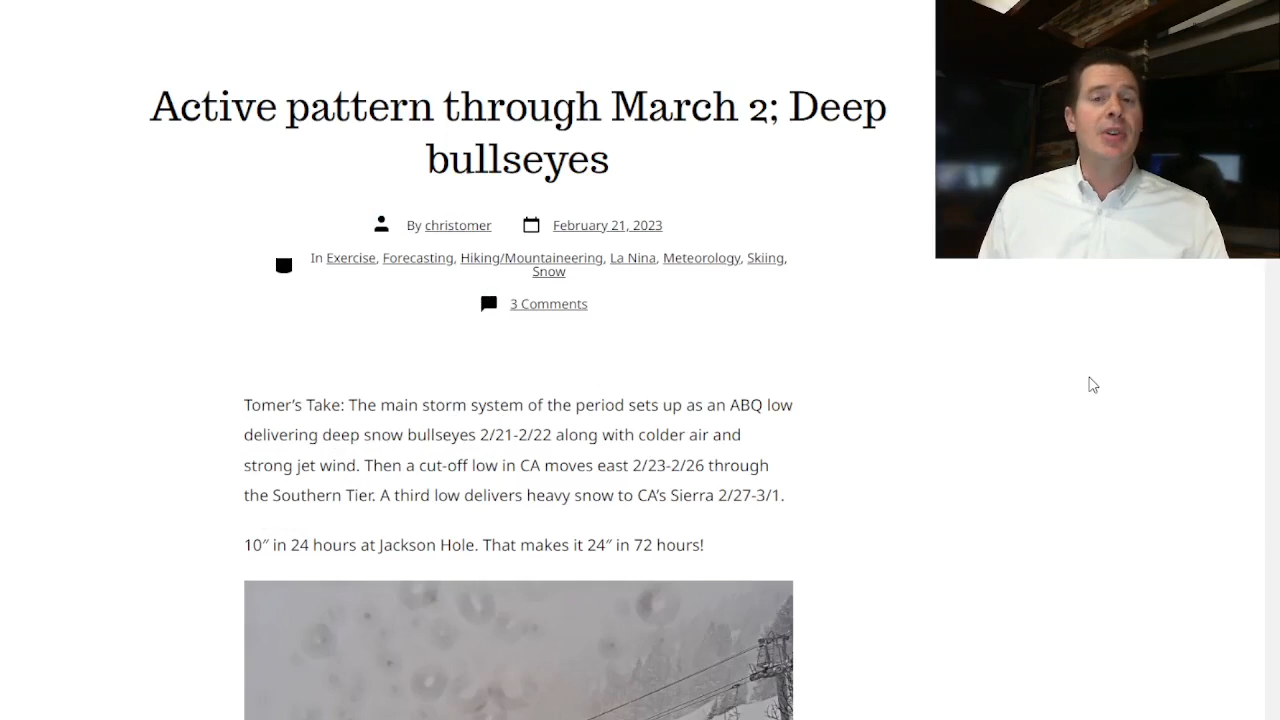 Active pattern through March 2; Deep
bullseyes
By christomer February 21, 2023
In Exercise, Forecasting, Hiking/Mountaineering, La Nina, Meteorology, Skiing,
Snow
3 Comments
Tomer’s Take: The main storm system of the period sets up as an ABQ low
delivering deep snow bullseyes 2/21-2/22 along with colder air and
strong jet wind. Then a cut-off low in CA moves east 2/23-2/26 through
the Southern Tier. A third low delivers heavy snow to CA’s Sierra 2/27-3/1.
10″ in 24 hours at Jackson Hole. That makes it 24″ in 72 hours!